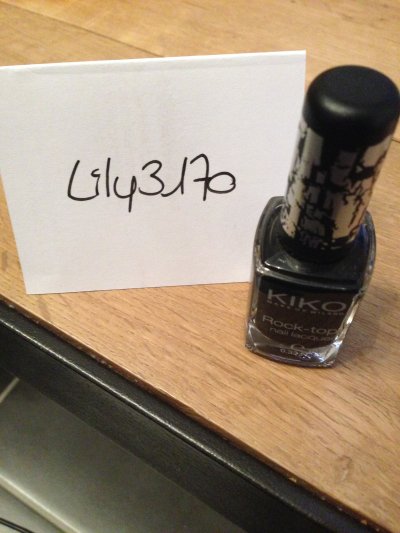 Lily3170
KIKO
Rock-top
nail lacquer